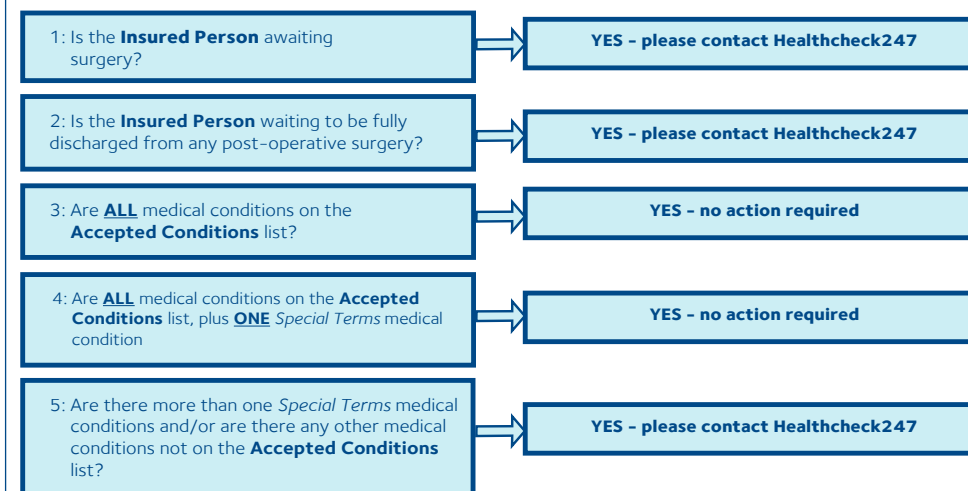 1: Is the Insured Person awaiting
surgery?
YES - please contact Healthcheck247
2: Is the Insured Person waiting to be fully
discharged from any post-operative surgery?
YES - please contact Healthcheck247
3: Are ALL medical conditions on the
Accepted Conditions list?
YES - no action required
4: Are ALL medical conditions on the Accepted
Conditions list, plus ONE Special Terms medical
condition
YES - no action required
5: Are there more than one Special Terms medical
conditions and/or are there any other medical
conditions not on the Accepted Conditions
list?
YES - please contact Healthcheck247